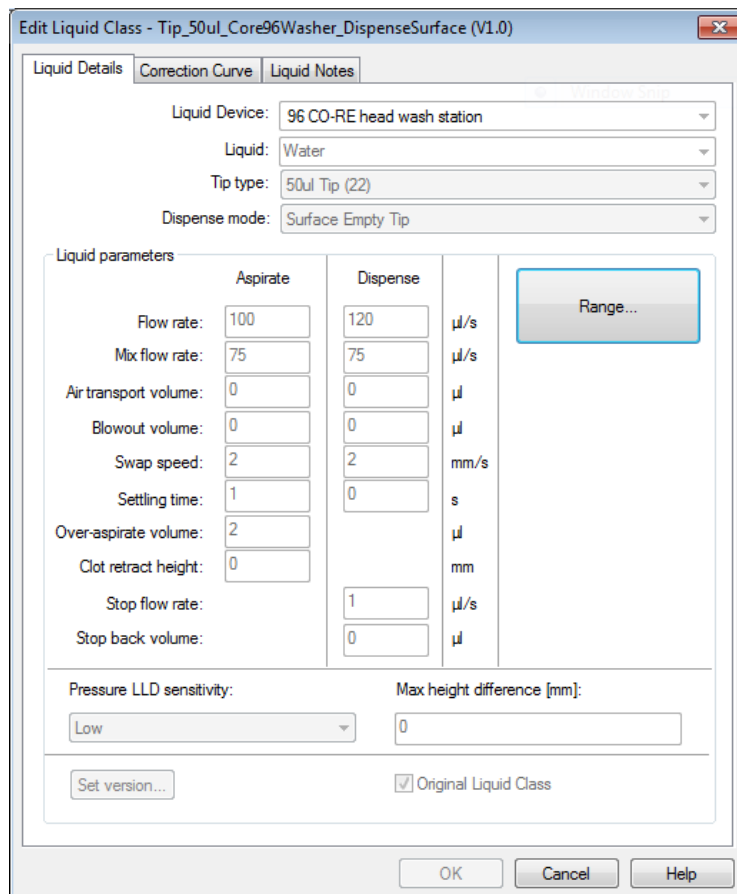 Edit Liquid Class - Tip_50ul_Core96Washer_DispenseSurface (V1.0)
Liquid Details Correction Curve Liquid Notes
Window Snip
Liquid Device: 96 CO-RE head wash station
Liquid: Water
Tip type: 50ul Tip (22)
Dispense mode: Surface Empty Tip
Liquid parameters
Aspirate Dispense
Range...
Flow rate: 100 120 µl/s
Mix flow rate: 75 75 µl/s
Air transport volume: 0 0 µl
Blowout volume: 0 0 µl
Swap speed: 2 2 mm/s
Settling time: 1 0 s
Over-aspirate volume: 2 µl
Clot retract height: 0 mm
Stop flow rate: 1 µl/s
Stop back volume: 0 µl
Pressure LLD sensitivity: Max height difference [mm]:
Low 0
Set version... Original Liquid Class
OK Cancel Help